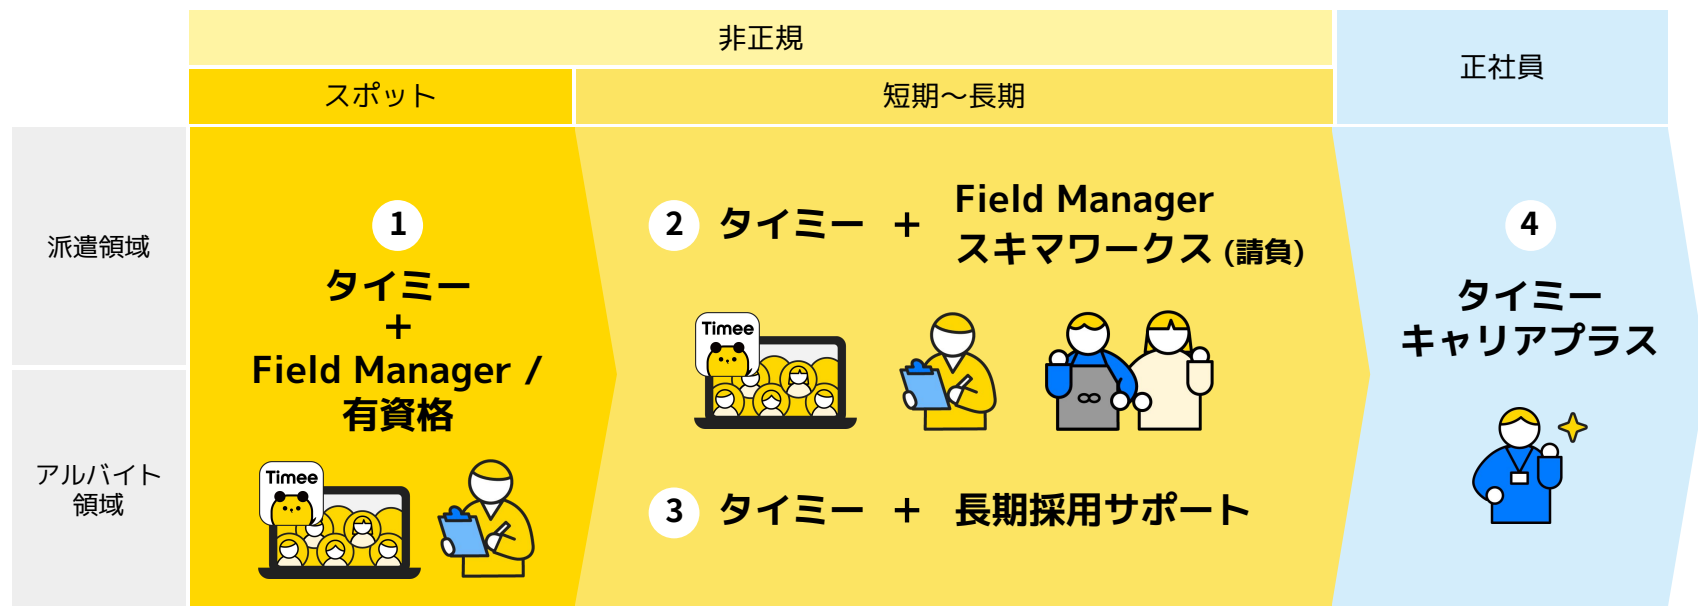 非正規
正社員
スポット
短期～長期
派遣領域
アルバイト
領域
1
タイミー
+
Field Manager /
有資格
Timee
2 タイミー + Field Manager
スキマワークス (請負)
Timee
3 タイミー + 長期採用サポート
4
タイミー
キャリアプラス